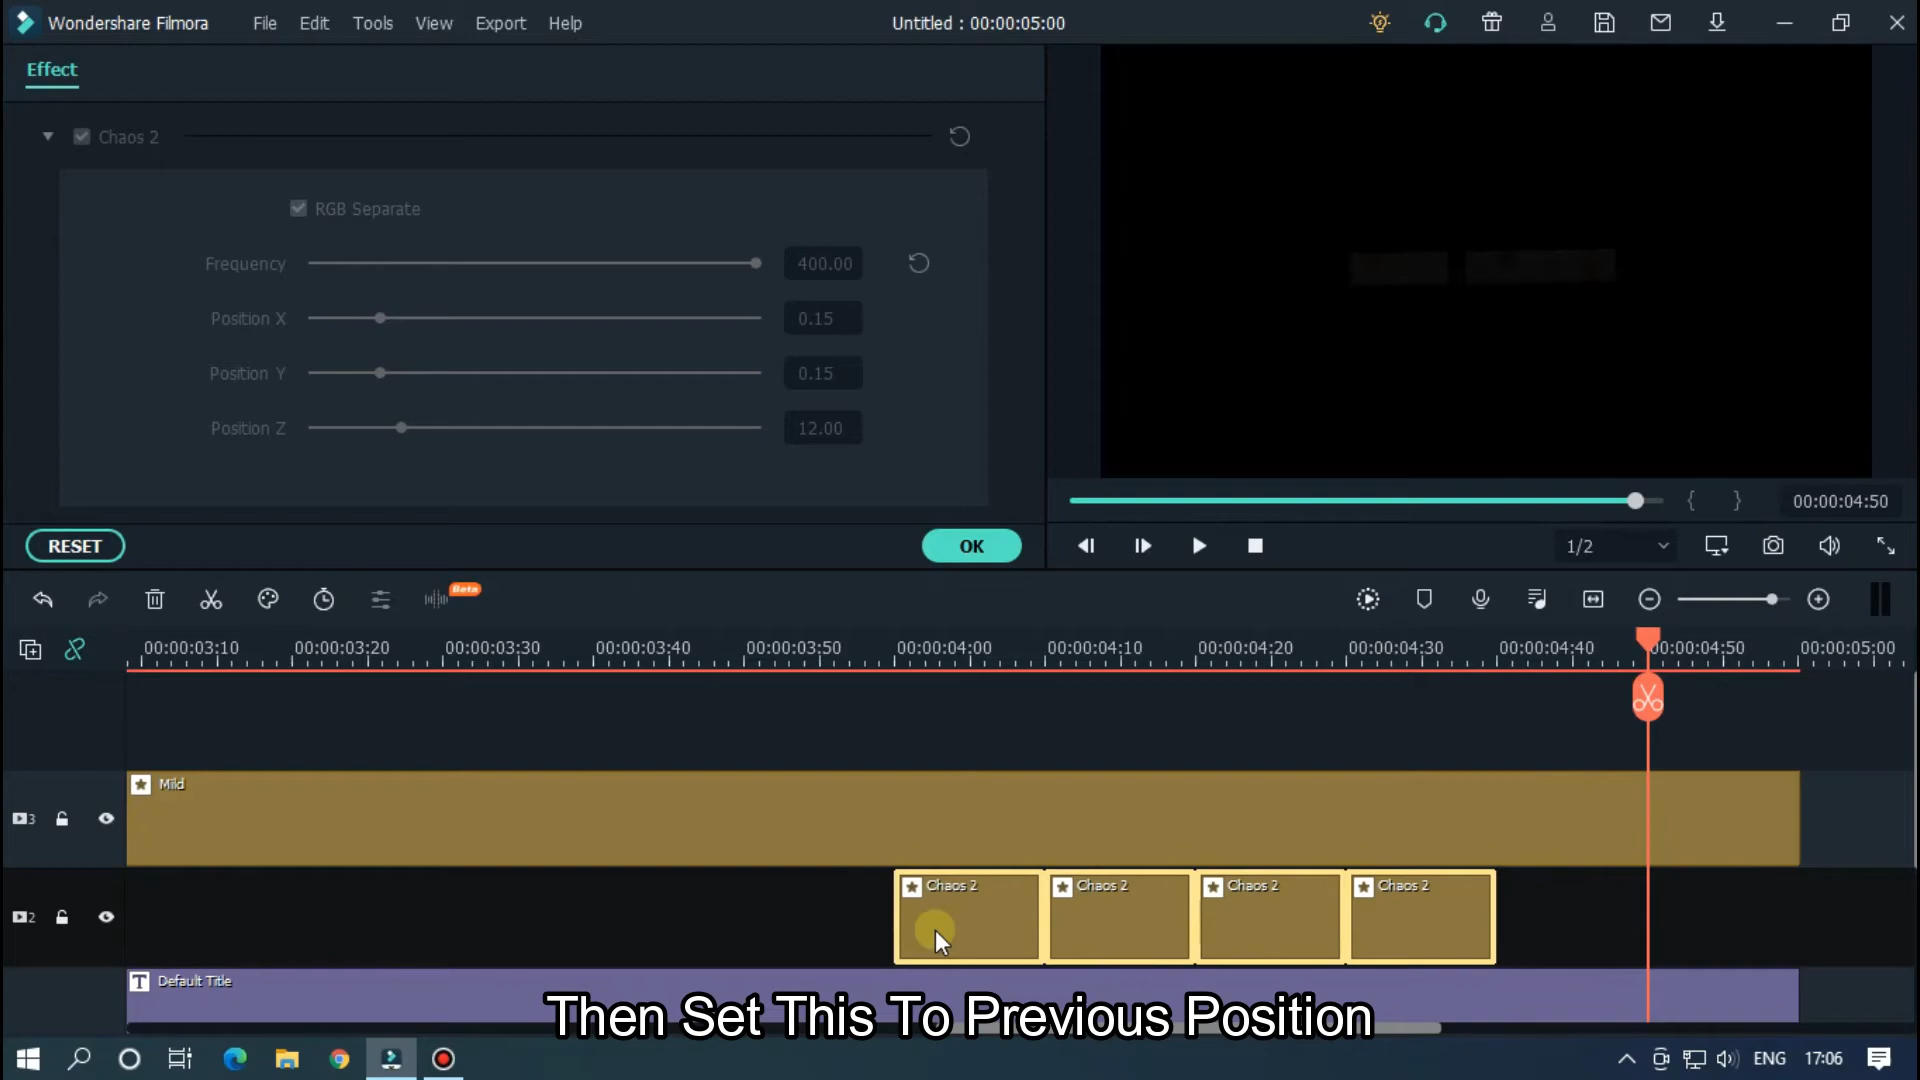 Wondershare Filmora File Edit Tools View Export Help Untitled : 00:00:05:00
Effect
Chaos 2
RGB Separate
Frequency 400.00
Position X 0.15
Position Y 0.15
Position Z 12.00
00:00:04:50
RESET OK 1/2
Beta
00:00:03:10 00:00:03:20 00:00:03:30 00:00:03:40 00:00:03:50 00:00:04:00 00:00:04:10 00:00:04:20 00:00:04:30 00:00:04:40 00:00:04:50 00:00:05:00
Mild
3
Chaos 2 Chaos 2 Chaos 2 Chaos 2
2
T Default Title
Then Set This To Previous Position
ENG 17:06